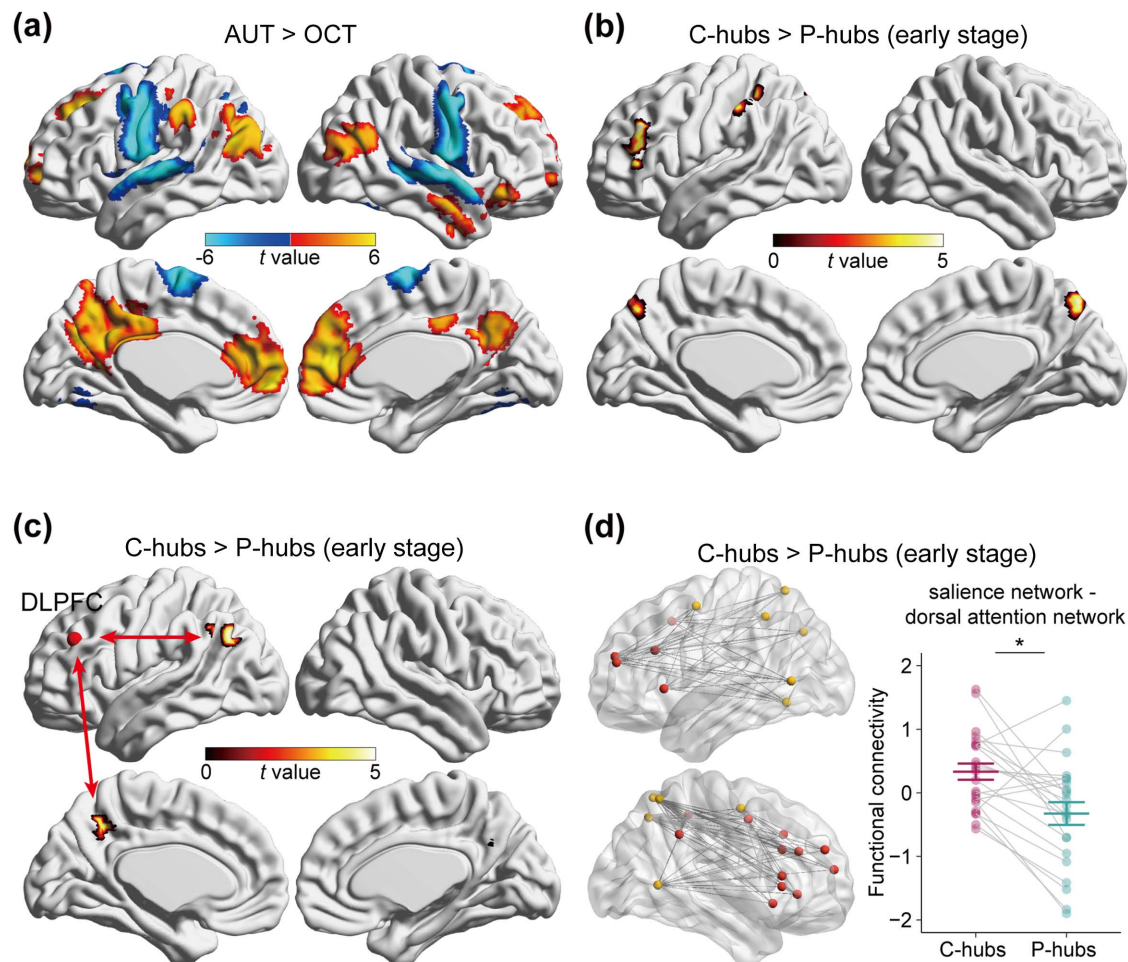 (a)
AUT > OCT
-6
6
t value
(b)
C-hubs > P-hubs (early stage)
0
5
t value
(c)
C-hubs > P-hubs (early stage)
DLPFC
0
5
t value
(d)
C-hubs > P-hubs (early stage)
salience network -
dorsal attention network
*
Functional connectivity
2
1
0
−1
−2
C-hubs
P-hubs